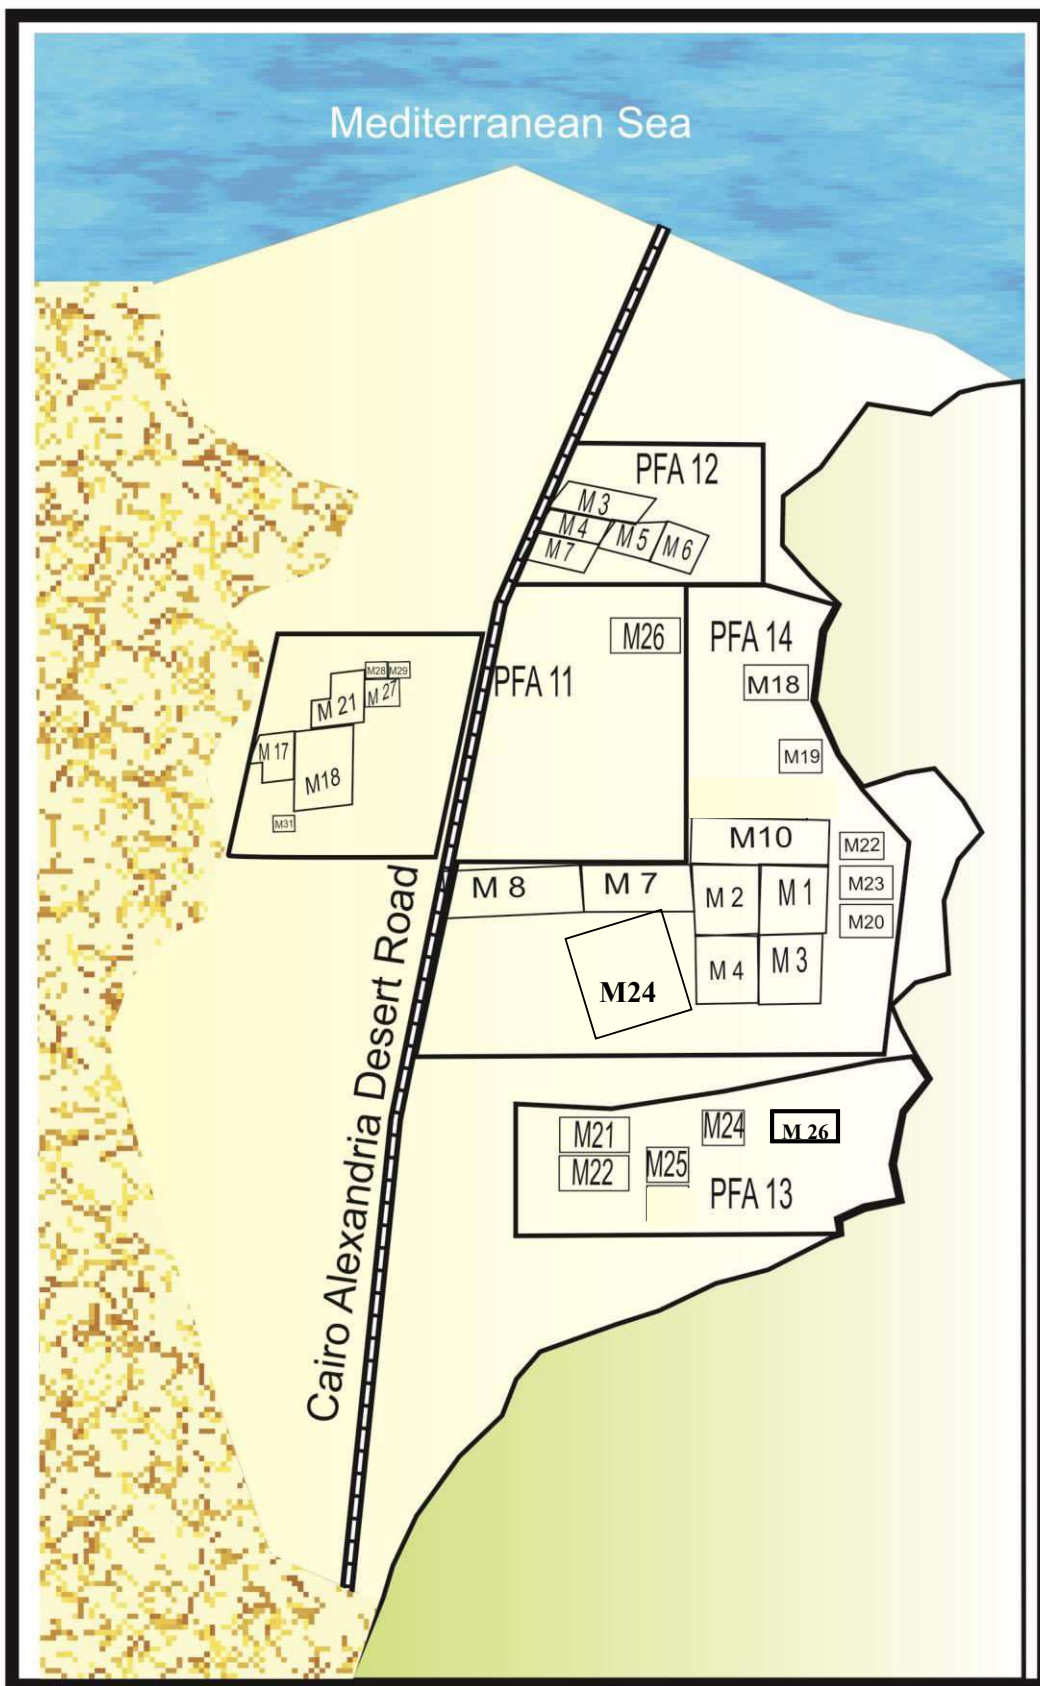 Mediterranean Sea
PFA 12
M 3
M 4
M 5
M 6
M 7
M26
PFA 14
PFA 11
M18
M28
M29
M 27
M 21
M 17
M18
M19
M31
M10
M22
M 8
M 7
M 2
M 1
M23
M20
M 4
M 3
M24
Cairo Alexandria Desert Road
M21
M24
M 26
M22
M25
PFA 13